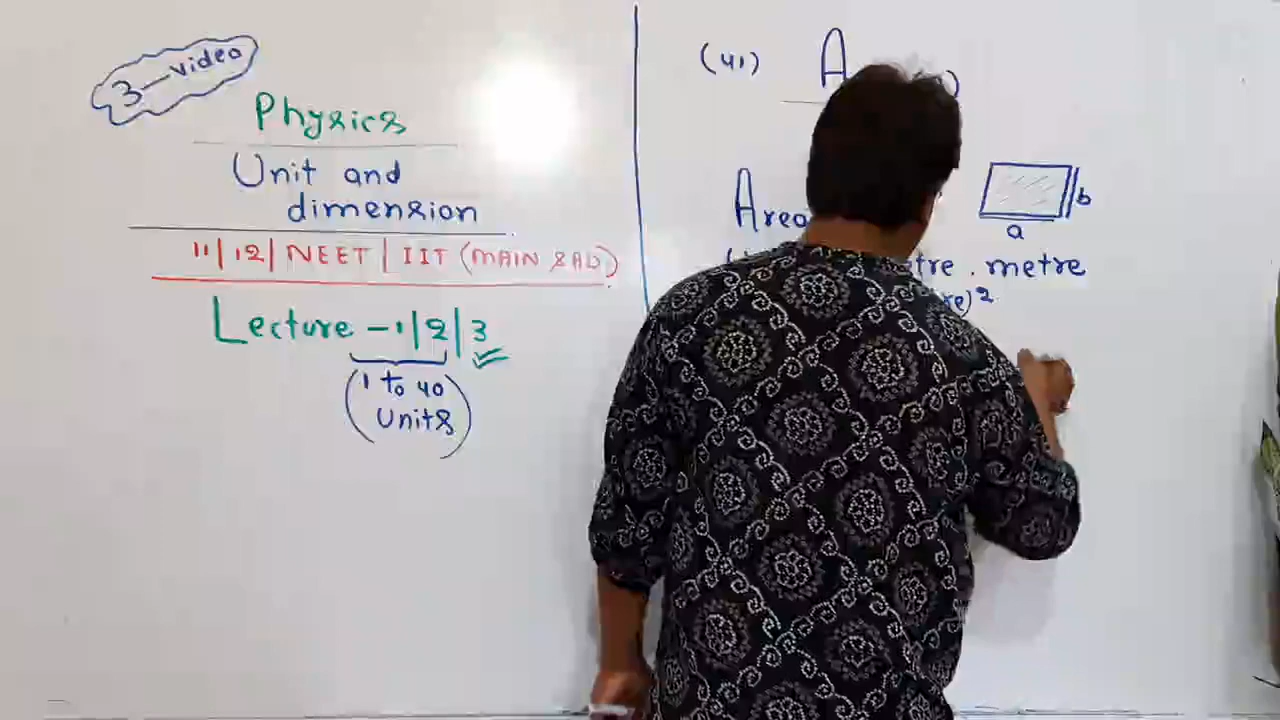 3-video
Physics
Unit and
dimension
11|12|NEET|IIT (MAIN & AD)
Lecture -1|2|3
(1 to 40
Units)
(41)
b
a
metre . metre
2